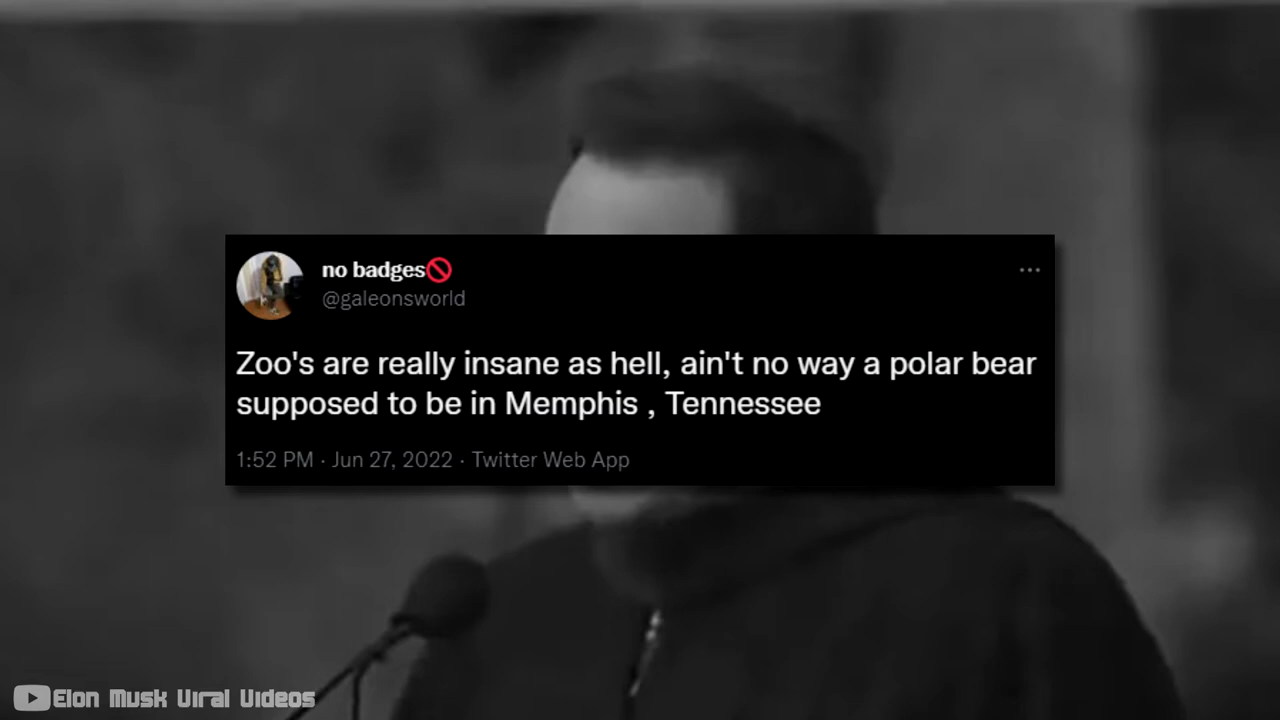 no badges🚫
@galeonsworld
Zoo's are really insane as hell, ain't no way a polar bear
supposed to be in Memphis , Tennessee
1:52 PM · Jun 27, 2022 · Twitter Web App
Elon Musk Viral Videos